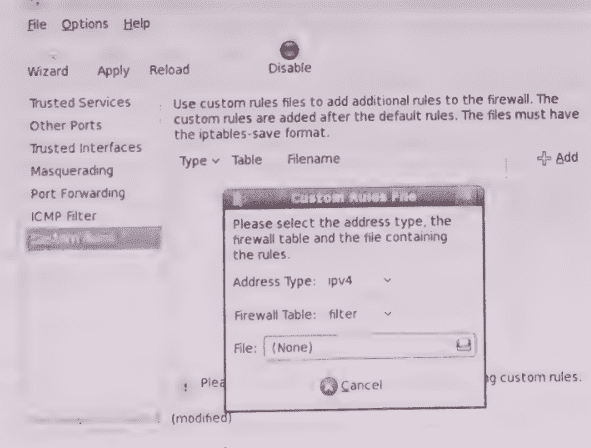 File Options Help
Wizard Apply Reload Disable
Trusted Services
Other Ports
Trusted Interfaces
Masquerading
Port Forwarding
ICMP Filter
Use custom rules files to add additional rules to the firewall. The
custom rules are added after the default rules. The files must have
the iptables-save format.
Type Table Filename
Add
Custom Rules File
Please select the address type, the
firewall table and the file containing
the rules.
Address Type: ipv4
Firewall Table: filter
File: (None)
Cancel
custom rules.
(modified)